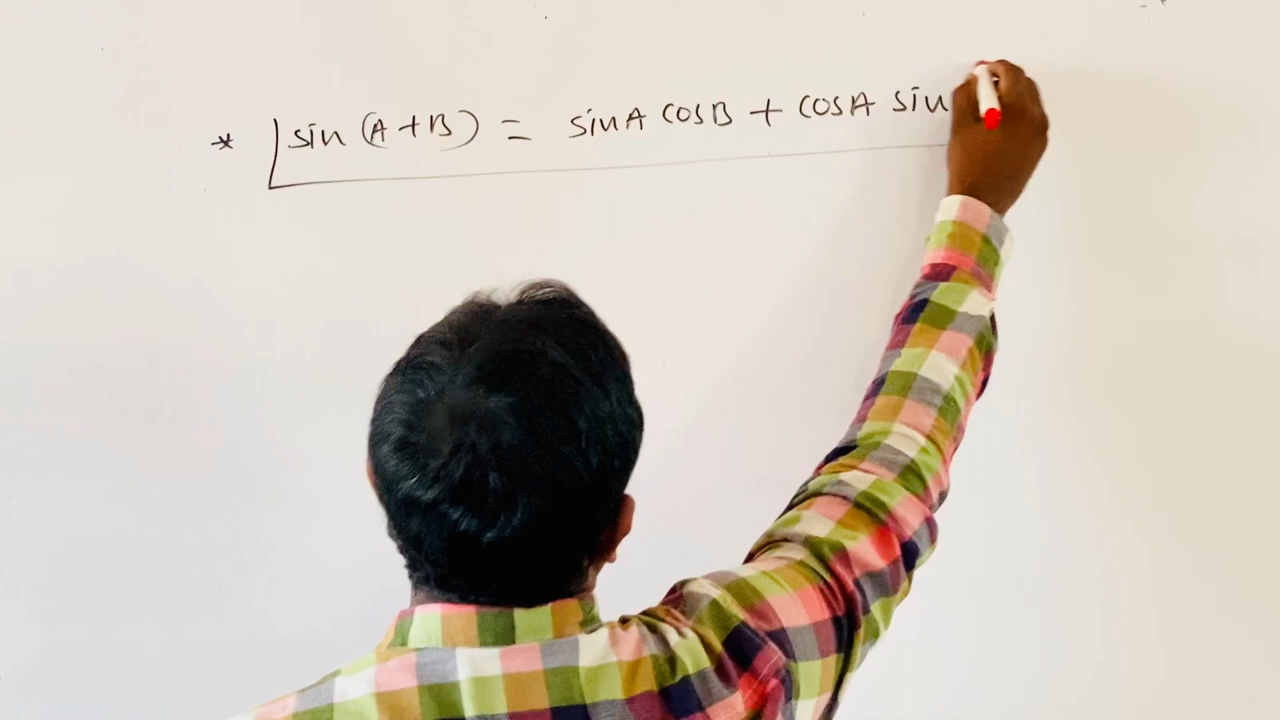 * sin (A+B) = sinA cosB + cosA sin